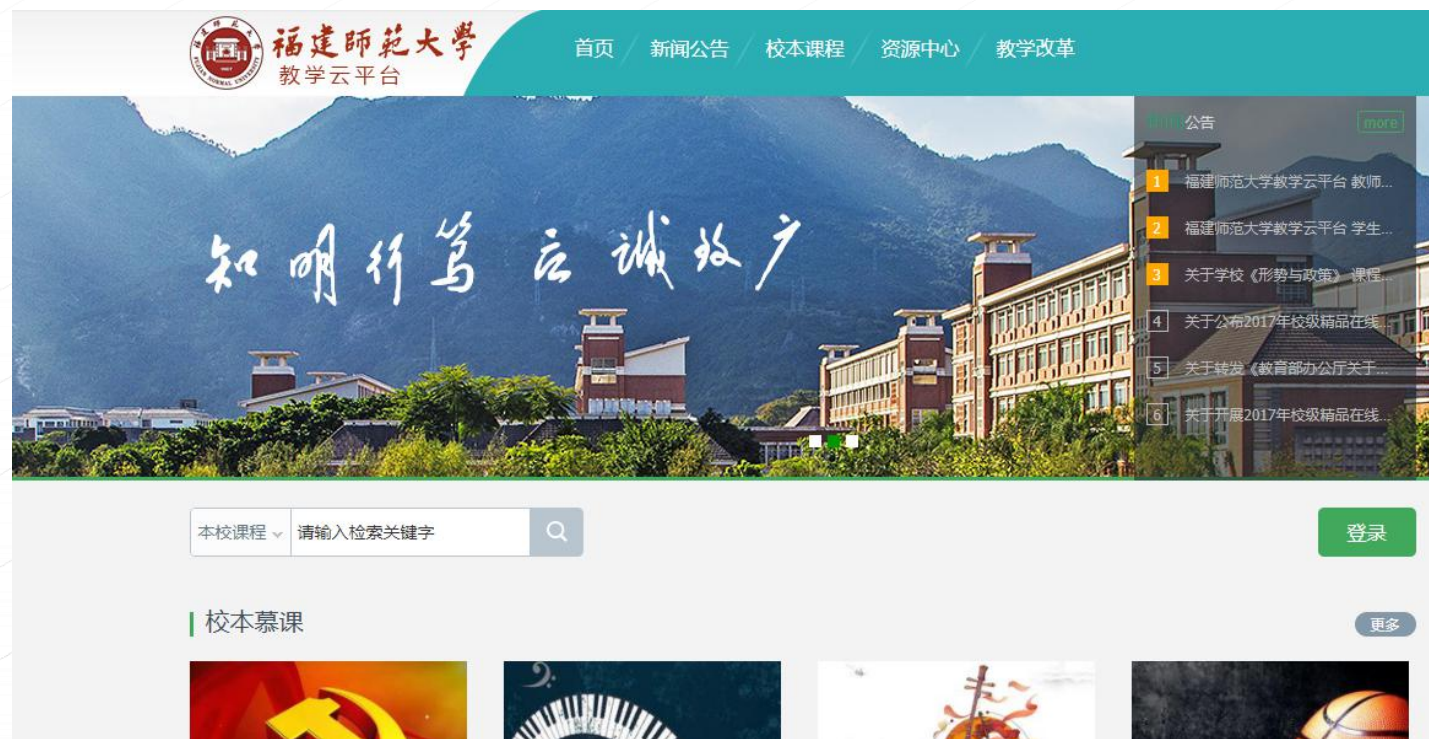 福建師范大學
教学云平台
首页 新闻公告 校本课程 资源中心 教学改革
新闻公告
more
1 福建师范大学教学云平台 教师...
2 福建师范大学教学云平台 学生...
3 关于学校《形势与政策》 课程...
4 关于公布2017年校级精品在线...
5 关于转发《教育部办公厅关于...
6 关于开展2017年校级精品在线...
知明行笃 立诚致广
本校课程 请输入检索关键字
登录
校本慕课
更多